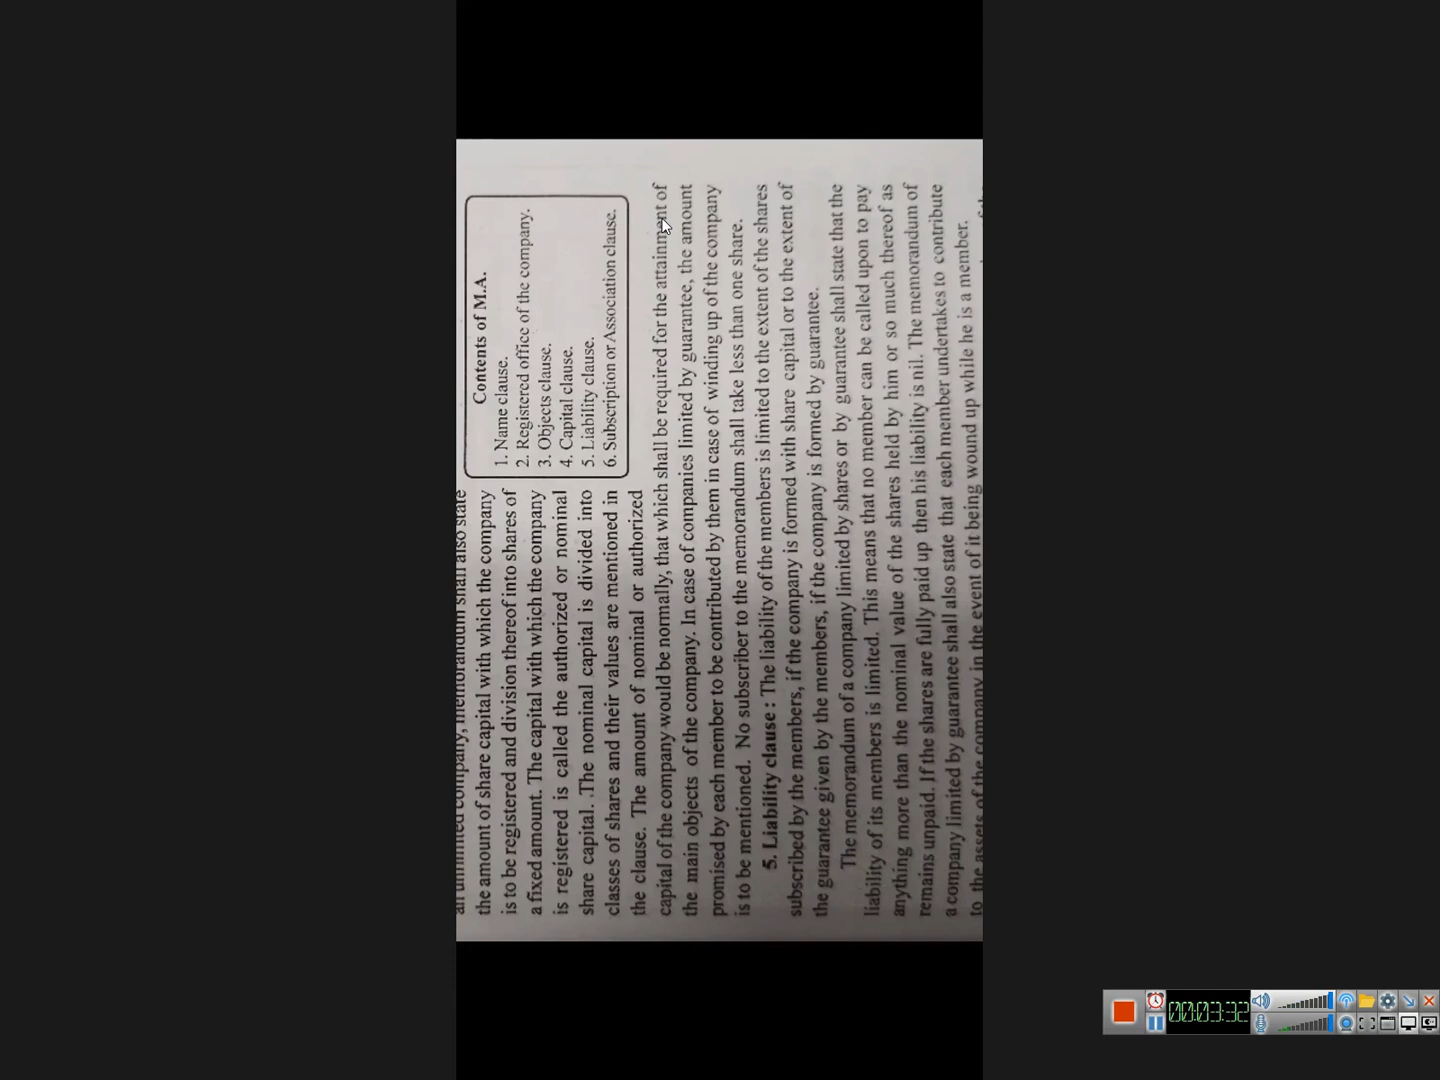 an unlimited company, memorandum shall also state
the amount of share capital with which the company
is to be registered and division thereof into shares of
a fixed amount. The capital with which the company
is registered is called the authorized or nominal
share capital. The nominal capital is divided into
classes of shares and their values are mentioned in
the clause. The amount of nominal or authorized
Contents of M.A.
1. Name clause.
2. Registered office of the company.
3. Objects clause.
4. Capital clause.
5. Liability clause.
6. Subscription or Association clause.
capital of the company would be normally, that which shall be required for the attainment of
the main objects of the company. In case of companies limited by guarantee, the amount
promised by each member to be contributed by them in case of winding up of the company
is to be mentioned. No subscriber to the memorandum shall take less than one share.
5. Liability clause : The liability of the members is limited to the extent of the shares
subscribed by the members, if the company is formed with share capital or to the extent of
the guarantee given by the members, if the company is formed by guarantee.
The memorandum of a company limited by shares or by guarantee shall state that the
liability of its members is limited. This means that no member can be called upon to pay
anything more than the nominal value of the shares held by him or so much thereof as
remains unpaid. If the shares are fully paid up then his liability is nil. The memorandum of
a company limited by guarantee shall also state that each member undertakes to contribute
to the assets of the company in the event of it being wound up while he is a member.
00:03:32